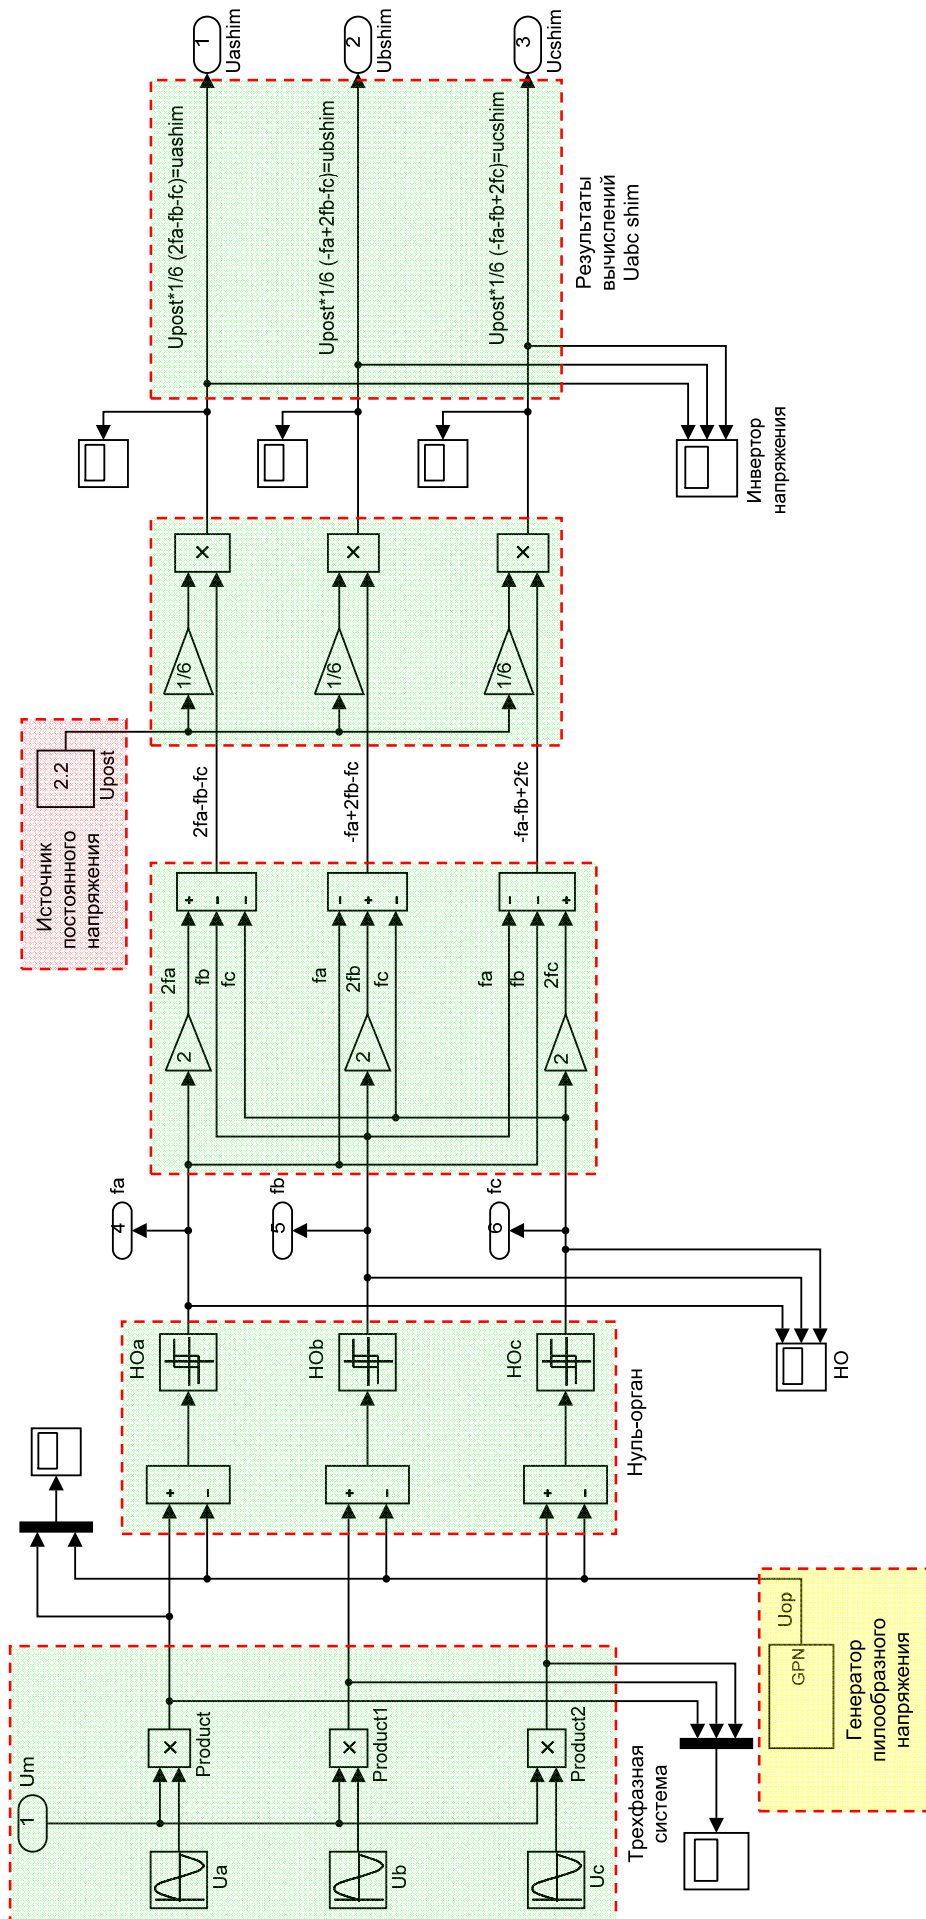 1
Um
Ua
Ub
Uc
×
Product
×
Product1
×
Product2
Трехфазная
система
GPN
Uop
Генератор
пилообразного
напряжения
+
-
+
-
+
-
HOa
HOb
HOc
Нуль-орган
HO
4
fa
5
fb
6
fc
2
2
2
2fa
fb
fc
fa
2fb
fc
fa
fb
2fc
+
-
-
-
+
-
-
-
+
2fa-fb-fc
-fa+2fb-fc
-fa-fb+2fc
Источник
постоянного
напряжения
2.2
Upost
1/6
1/6
1/6
×
×
×
Инвертор
напряжения
Upost*1/6 (2fa-fb-fc)=uashim
Upost*1/6 (-fa+2fb-fc)=ubshim
Upost*1/6 (-fa-fb+2fc)=ucshim
Результаты
вычислений
Uabc shim
1
Uashim
2
Ubshim
3
Ucshim